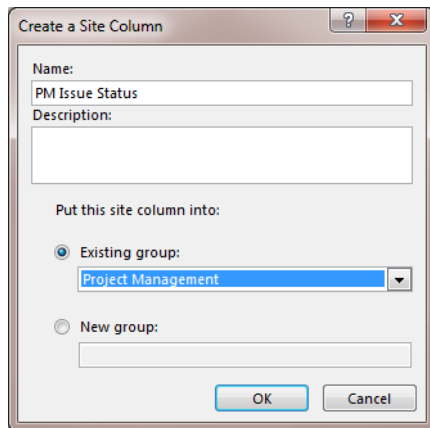 Create a Site Column
?
X
Name:
PM Issue Status
Description:
Put this site column into:
Existing group:
Project Management
New group:
OK Cancel